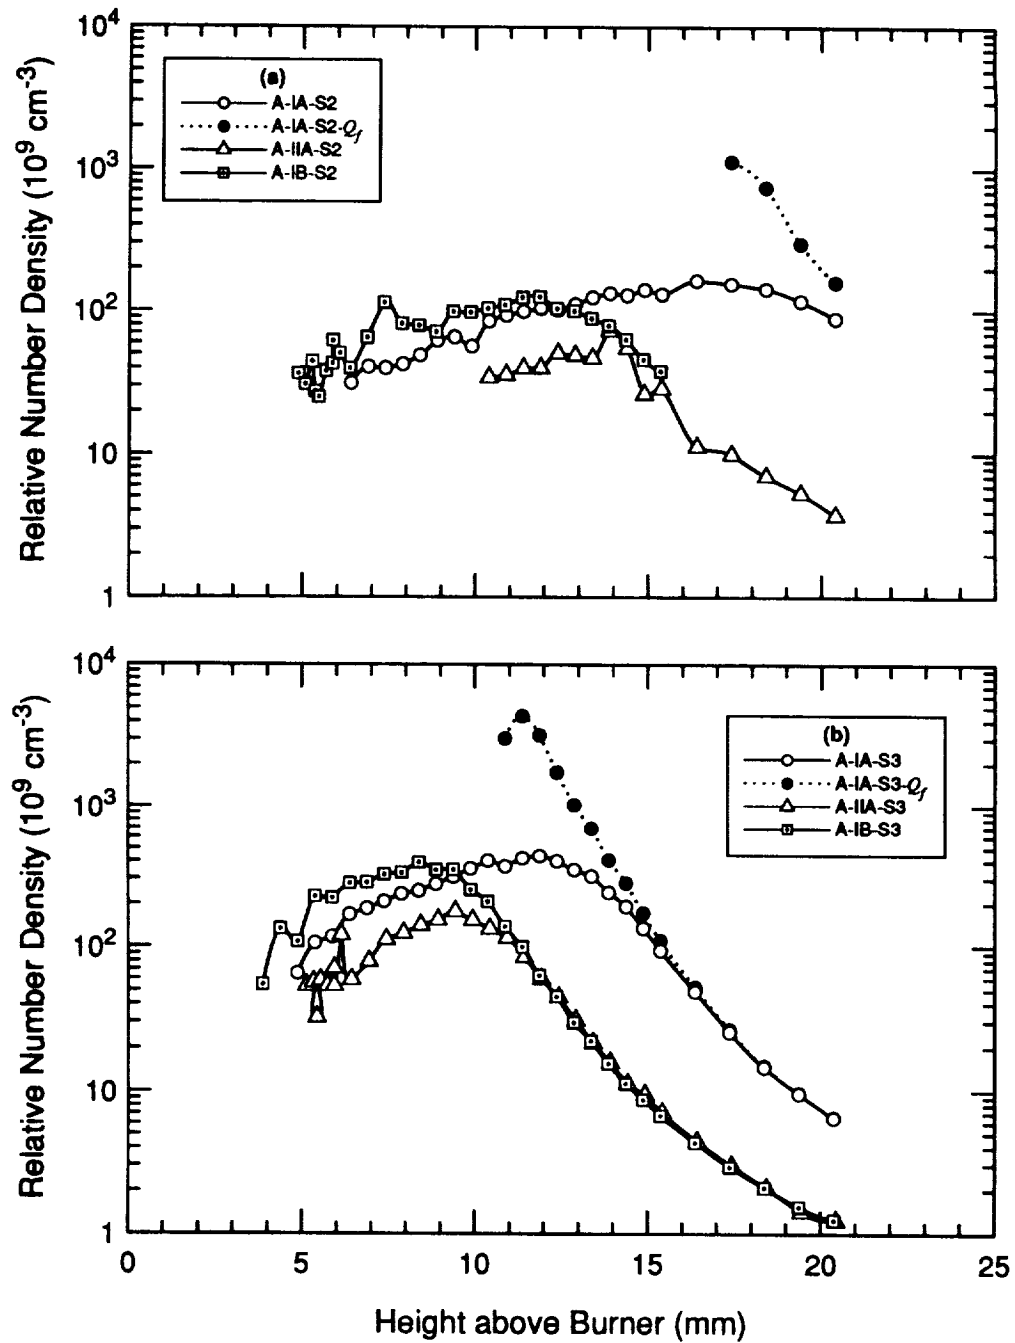 Relative Number Density (10⁹ cm⁻³)
10⁴
10³
10²
10
1
(a)
A-IA-S2
A-IA-S2-Q_f
A-IIA-S2
A-IB-S2
Relative Number Density (10⁹ cm⁻³)
10⁴
10³
10²
10
1
(b)
A-IA-S3
A-IA-S3-Q_f
A-IIA-S3
A-IB-S3
0 5 10 15 20 25
Height above Burner (mm)